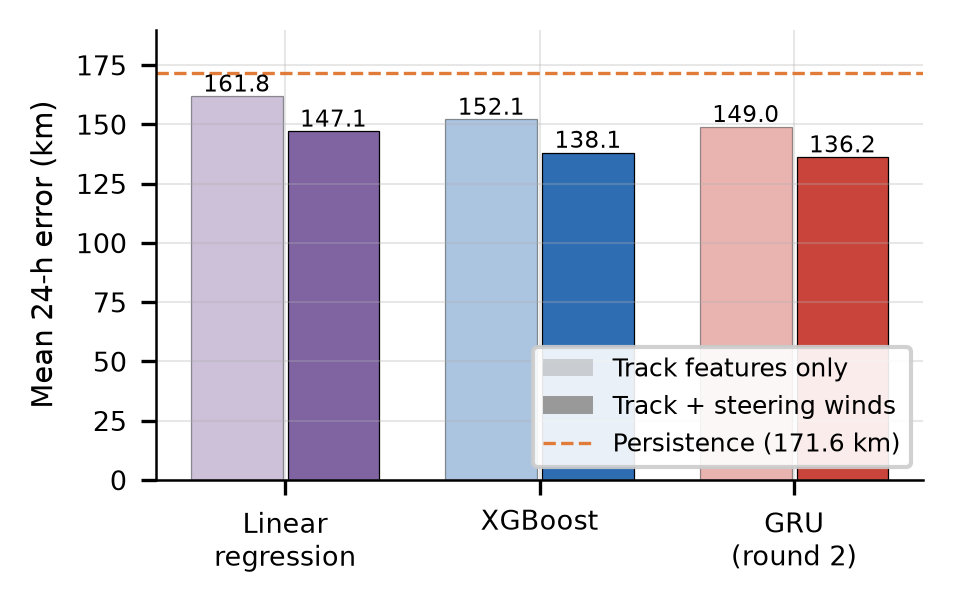 Mean 24-h error (km)
175
150
125
100
75
50
25
0
161.8
147.1
152.1
138.1
149.0
136.2
Track features only
Track + steering winds
Persistence (171.6 km)
Linear
regression
XGBoost
GRU
(round 2)